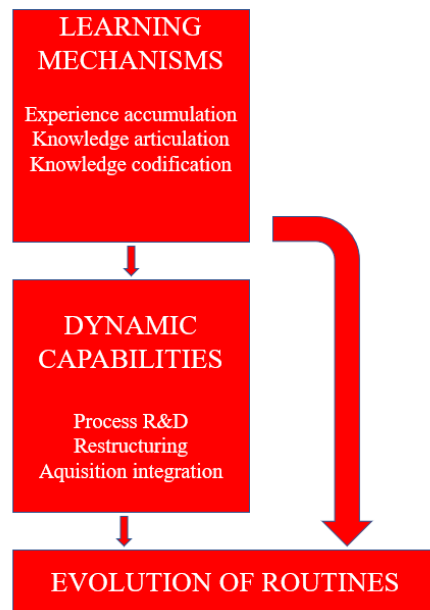 LEARNING
MECHANISMS
Experience accumulation
Knowledge articulation
Knowledge codification
DYNAMIC
CAPABILITIES
Process R&D
Restructuring
Aquisition integration
EVOLUTION OF ROUTINES